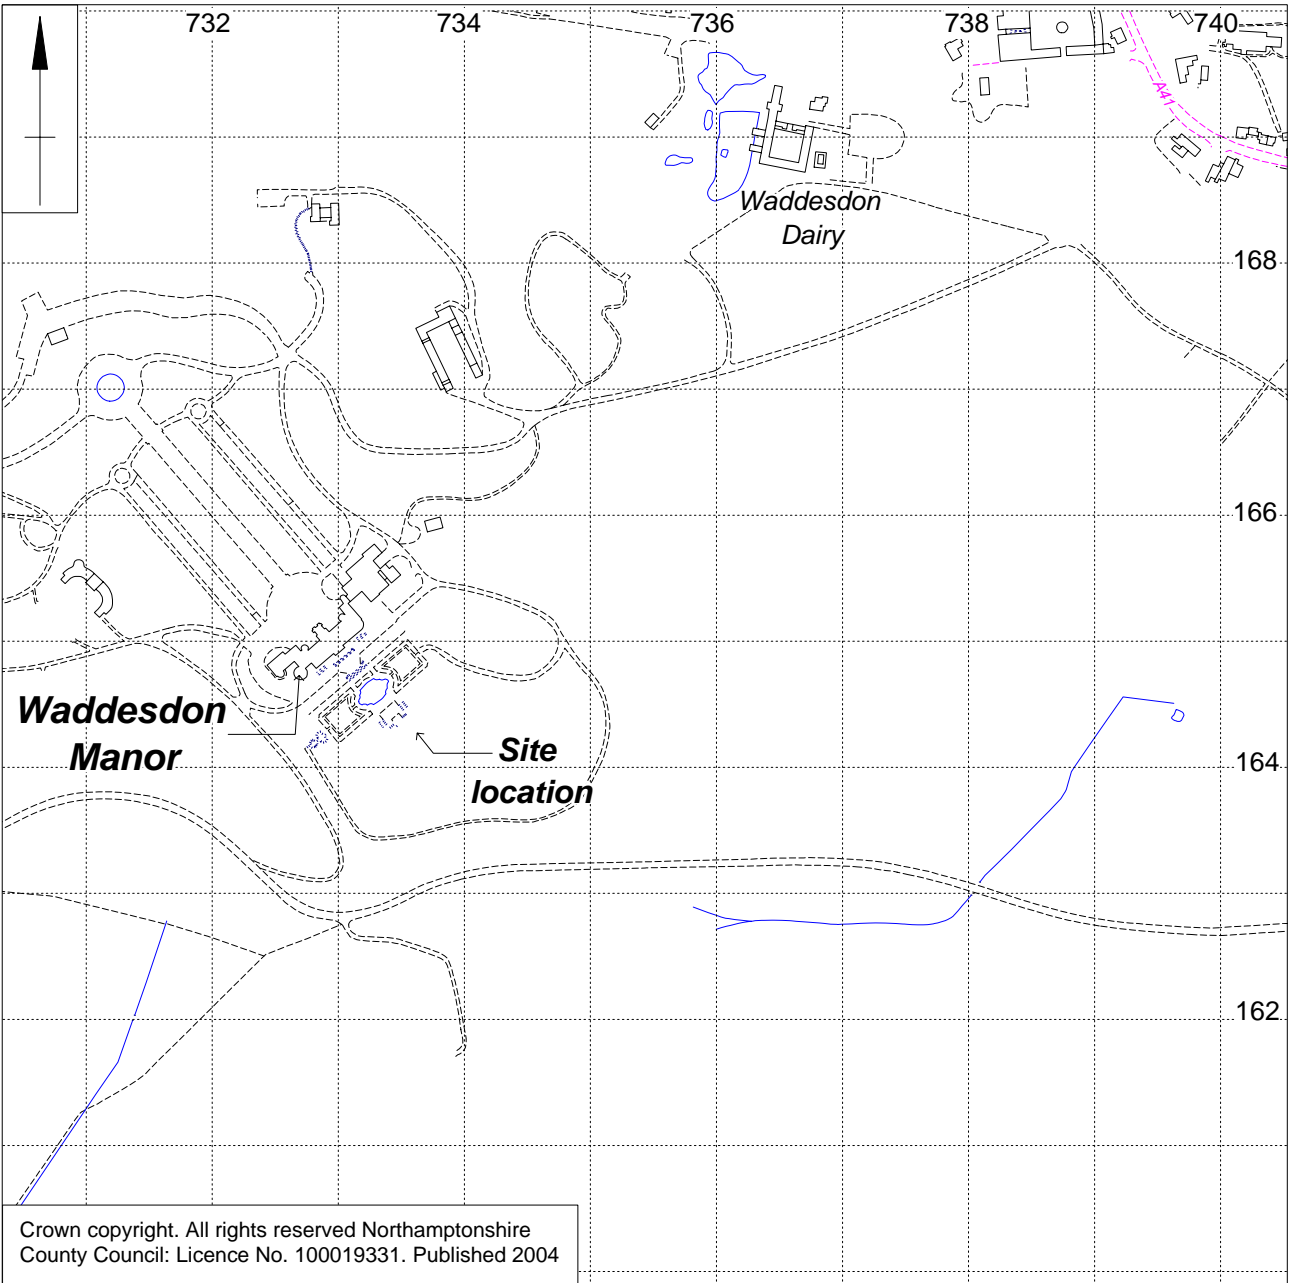 732
734
736
738
740
A41
Waddesdon
Dairy
168
166
Waddesdon
Manor
Site
location
164
162
Crown copyright. All rights reserved Northamptonshire
County Council: Licence No. 100019331. Published 2004